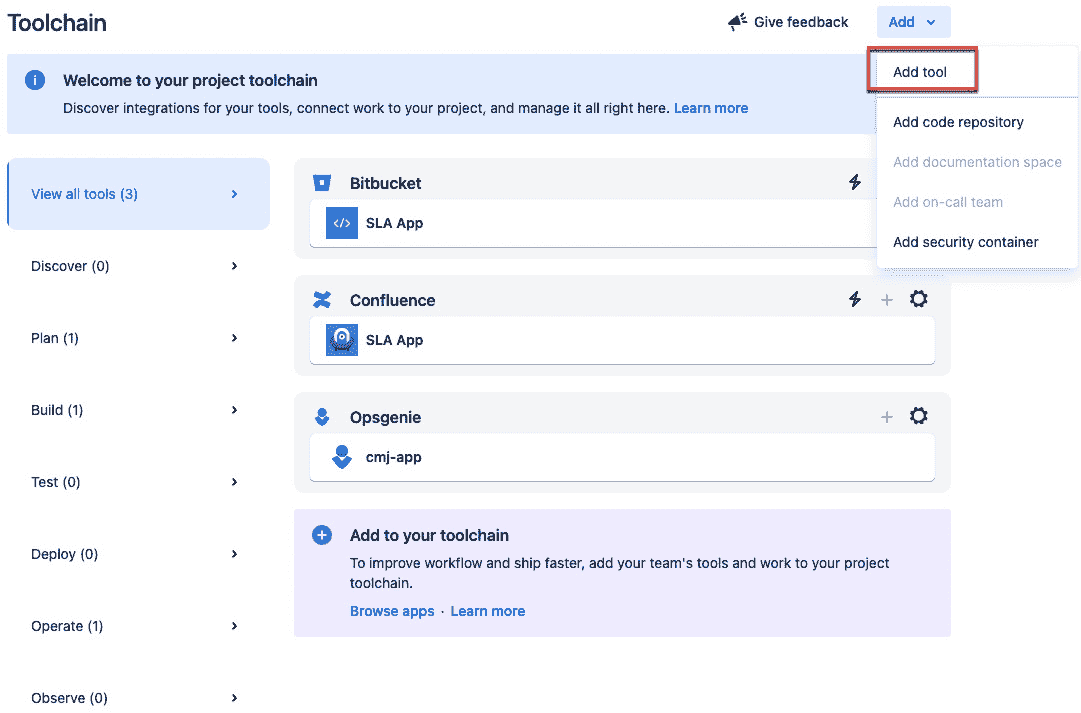 Toolchain
Give feedback
Add
Add tool
Add code repository
Add documentation space
Add on-call team
Add security container
Welcome to your project toolchain
Discover integrations for your tools, connect work to your project, and manage it all right here. Learn more
View all tools (3)
Discover (0)
Plan (1)
Build (1)
Test (0)
Deploy (0)
Operate (1)
Observe (0)
Bitbucket
SLA App
Confluence
SLA App
Opsgenie
cmj-app
Add to your toolchain
To improve workflow and ship faster, add your team's tools and work to your project
toolchain.
Browse apps · Learn more